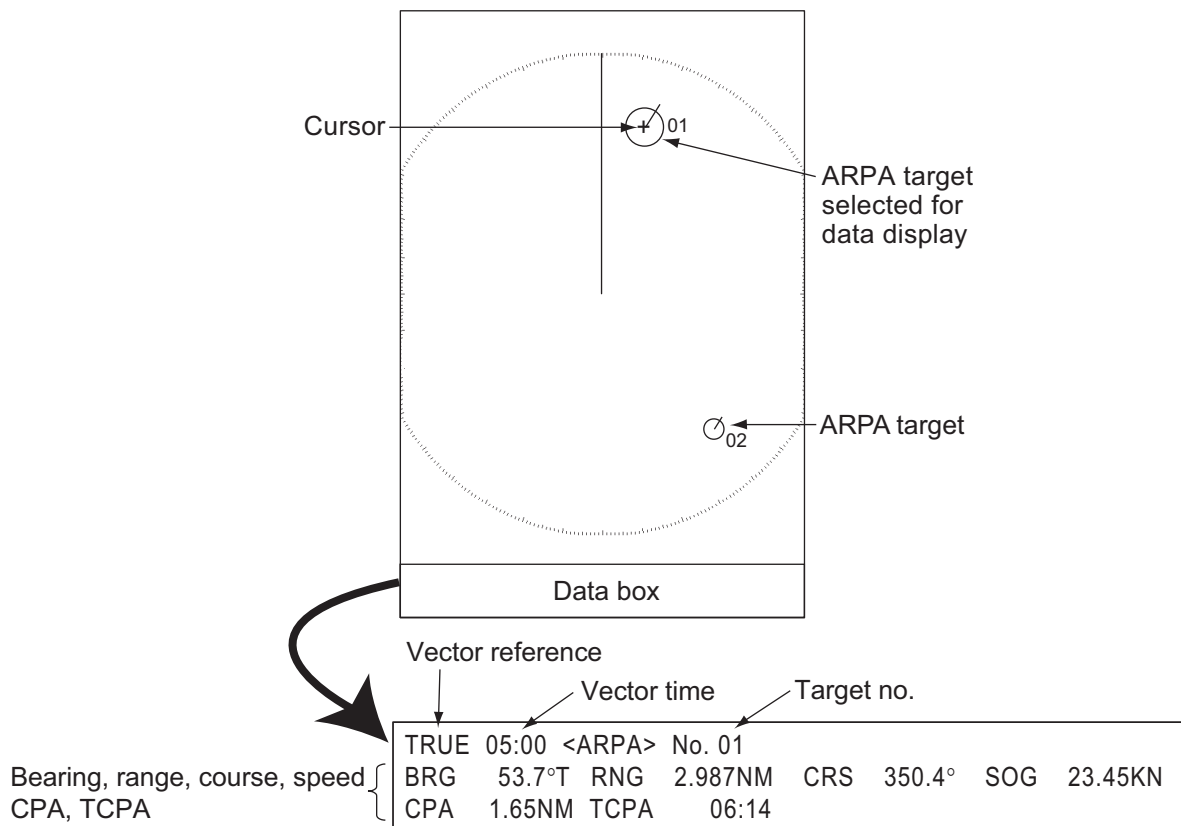 Cursor
01
ARPA target
selected for
data display
02
ARPA target
Data box
Vector reference
Vector time
Target no.
TRUE 05:00 <ARPA> No. 01
Bearing, range, course, speed
CPA, TCPA
BRG 53.7°T RNG 2.987NM CRS 350.4° SOG 23.45KN
CPA 1.65NM TCPA 06:14